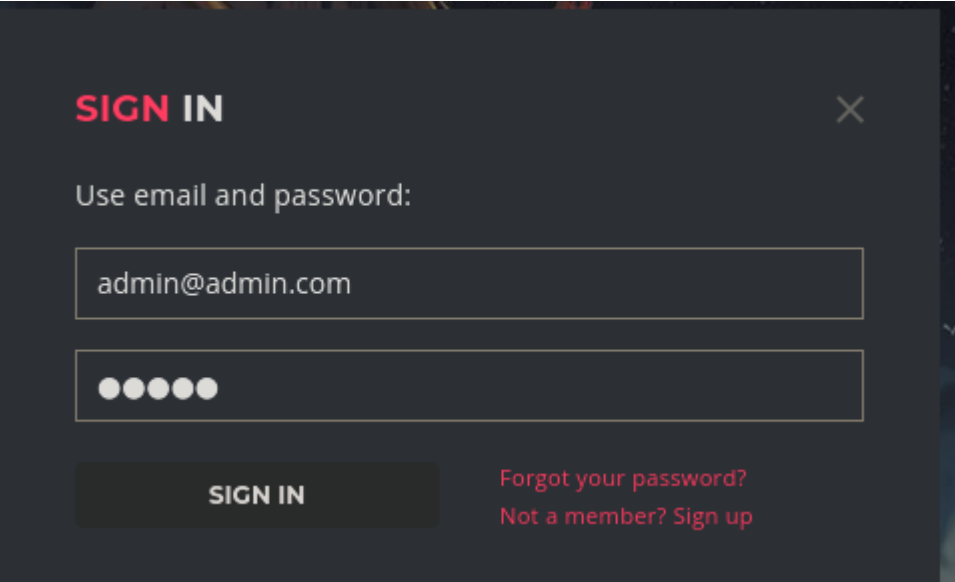 SIGN IN
Use email and password:
admin@admin.com
●●●●●
SIGN IN
Forgot your password?
Not a member? Sign up